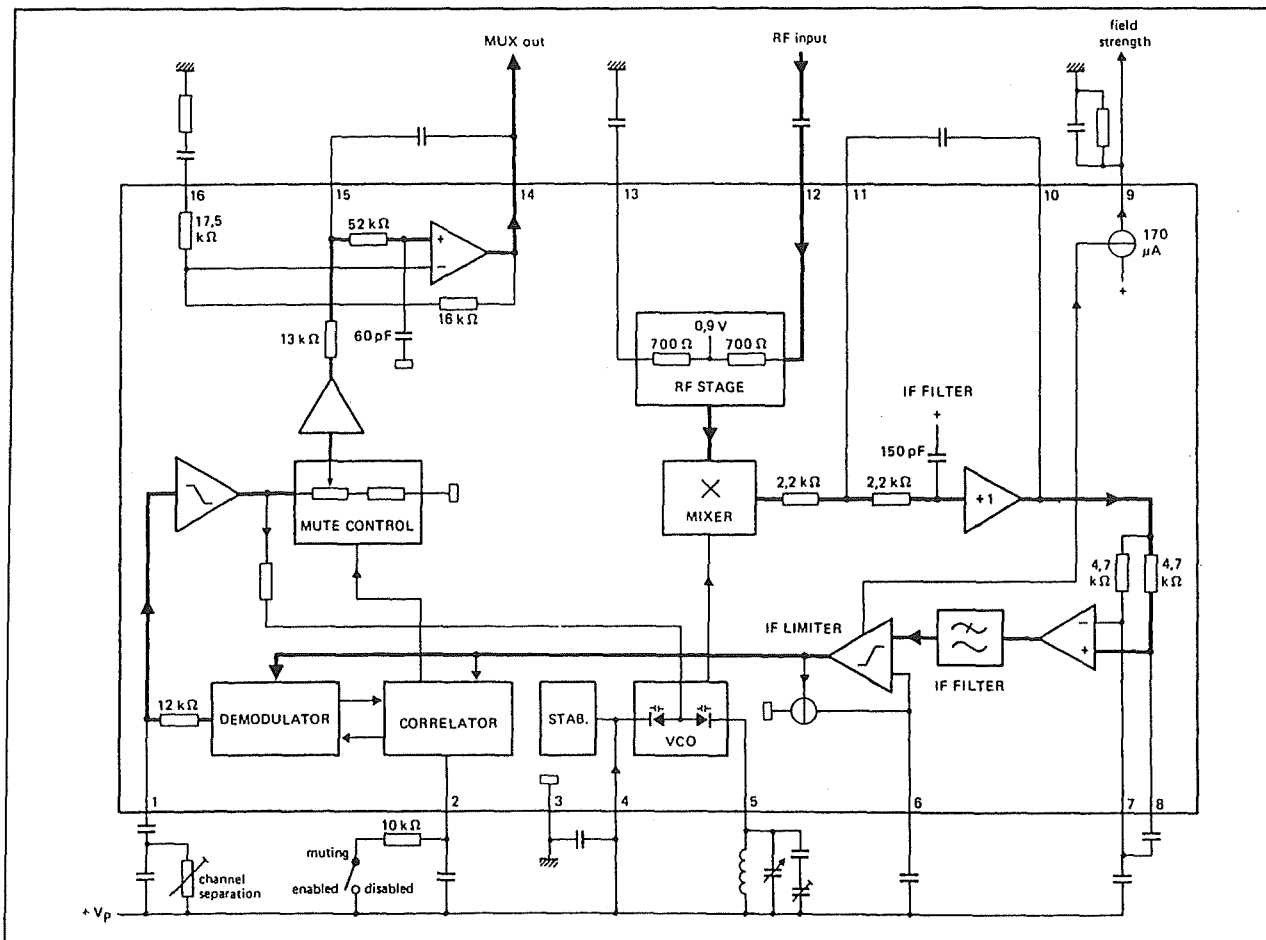 MUX out
RF input
field
strength
16
15
14
13
12
11
10
9
17,5
kΩ
52 kΩ
+
−
16 kΩ
13 kΩ
60 pF
170
μA
+
0,9 V
700 Ω
700 Ω
RF STAGE
IF FILTER
+
150 pF
2,2 kΩ
2,2 kΩ
+1
MIXER
MUTE CONTROL
4,7
kΩ
4,7
kΩ
IF LIMITER
−
+
IF FILTER
12 kΩ
DEMODULATOR
CORRELATOR
STAB.
VCO
1
2
3
4
5
6
7
8
10 kΩ
muting
enabled
disabled
channel
separation
+ Vp